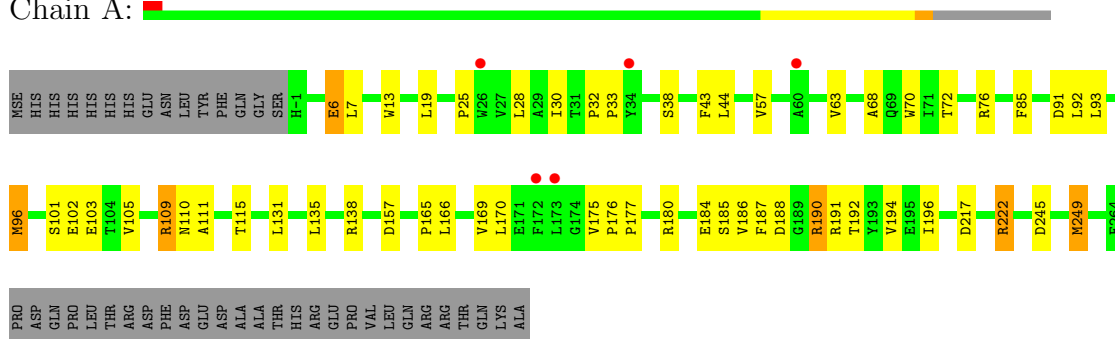 Chain A:
MSE HIS HIS HIS HIS HIS HIS GLU ASN LEU TYR PHE GLN GLY SER H-1 E6 L7 W13 L19 P25 W26 V27 L28 A29 I30 T31 P32 P33 Y34 S38 F43 L44 V57 A60 V63 A68 Q69 W70 I71 T72 R76 F85 D91 L92 L93
M96 S101 E102 E103 T104 V105 R109 N110 A111 T115 L131 L135 R138 D157 P165 L166 V169 L170 E171 F172 L173 G174 V175 P176 P177 R180 E184 S185 V186 F187 D188 G189 R190 R191 T192 Y193 V194 E195 I196 D217 R222 D245 M249 E264
PRO ASP GLN PRO LEU THR ARG ASP PHE ASP GLU ASP ALA ALA THR HIS ARG GLU PRO VAL LEU GLN ARG ARG THR GLN LYS ALA